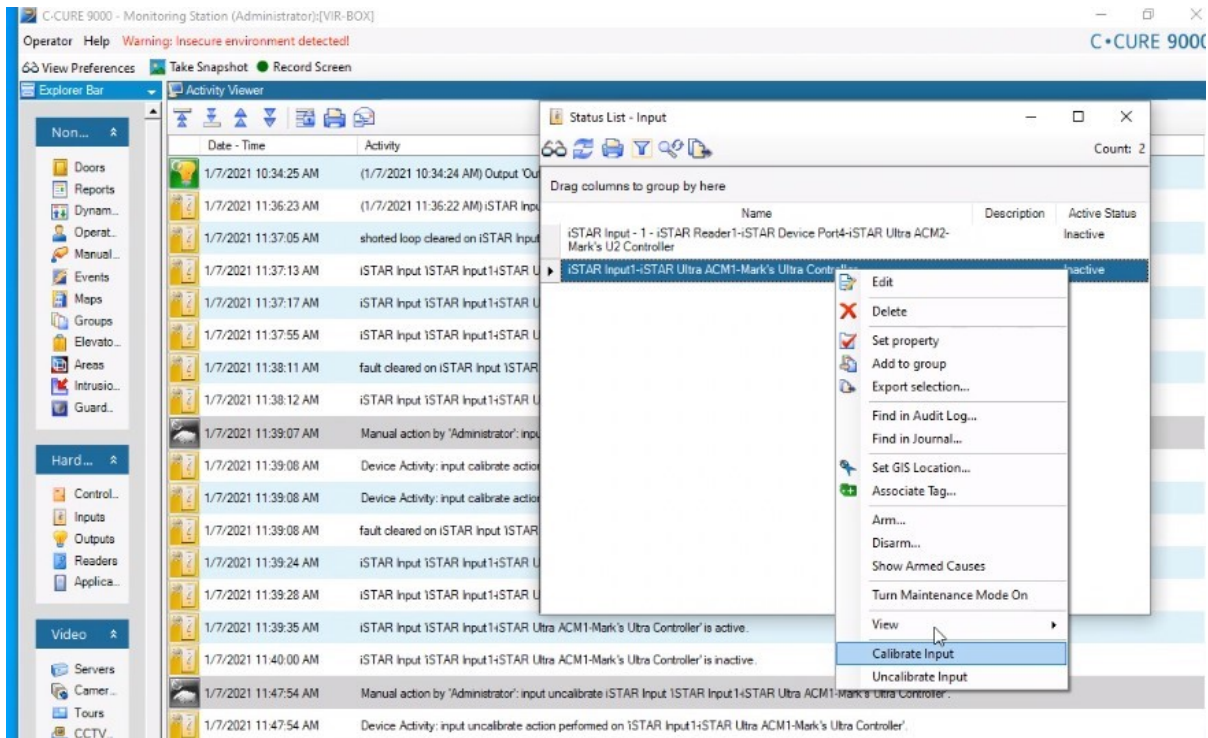 C•CURE 9000 - Monitoring Station (Administrator):[VIR-BOX]
Operator Help Warning: Insecure environment detected!
C•CURE 9000
View Preferences Take Snapshot Record Screen
Explorer Bar
Activity Viewer
Non...
Doors
Reports
Dynam...
Operat...
Manual...
Events
Maps
Groups
Elevato...
Areas
Intrusio...
Guard...
Hard...
Control...
Inputs
Outputs
Readers
Applica...
Video
Servers
Camer...
Tours
CCTV...
Date - Time Activity
1/7/2021 10:34:25 AM (1/7/2021 10:34:24 AM) Output 'Out
1/7/2021 11:36:23 AM (1/7/2021 11:36:22 AM) iSTAR Inpu
1/7/2021 11:37:05 AM shorted loop cleared on iSTAR Input
1/7/2021 11:37:13 AM iSTAR Input 'iSTAR Input1-iSTAR U
1/7/2021 11:37:17 AM iSTAR Input 'iSTAR Input1-iSTAR U
1/7/2021 11:37:55 AM iSTAR Input 'iSTAR Input1-iSTAR U
1/7/2021 11:38:11 AM fault cleared on iSTAR Input 'iSTAR
1/7/2021 11:38:12 AM iSTAR Input 'iSTAR Input1-iSTAR U
1/7/2021 11:39:07 AM Manual action by 'Administrator': inpu
1/7/2021 11:39:08 AM Device Activity: input calibrate action
1/7/2021 11:39:08 AM Device Activity: input calibrate action
1/7/2021 11:39:08 AM fault cleared on iSTAR Input 'iSTAR
1/7/2021 11:39:24 AM iSTAR Input 'iSTAR Input1-iSTAR U
1/7/2021 11:39:28 AM iSTAR Input 'iSTAR Input1-iSTAR U
1/7/2021 11:39:35 AM iSTAR Input 'iSTAR Input1-iSTAR Ultra ACM1-Mark's Ultra Controller' is active.
1/7/2021 11:40:00 AM iSTAR Input 'iSTAR Input1-iSTAR Ultra ACM1-Mark's Ultra Controller' is inactive.
1/7/2021 11:47:54 AM Manual action by 'Administrator': input uncalibrate iSTAR Input 'iSTAR Input1-iSTAR Ultra ACM1-Mark's Ultra Controller'.
1/7/2021 11:47:54 AM Device Activity: input uncalibrate action performed on 'iSTAR Input1-iSTAR Ultra ACM1-Mark's Ultra Controller'.
Status List - Input
Count: 2
Drag columns to group by here
Name Description Active Status
iSTAR Input - 1 - iSTAR Reader1-iSTAR Device Port4-iSTAR Ultra ACM2- Inactive
Mark's U2 Controller
iSTAR Input1-iSTAR Ultra ACM1-Mark's Ultra Controller Inactive
Edit
Delete
Set property
Add to group
Export selection...
Find in Audit Log...
Find in Journal...
Set GIS Location...
Associate Tag...
Arm...
Disarm...
Show Armed Causes
Turn Maintenance Mode On
View
Calibrate Input
Uncalibrate Input